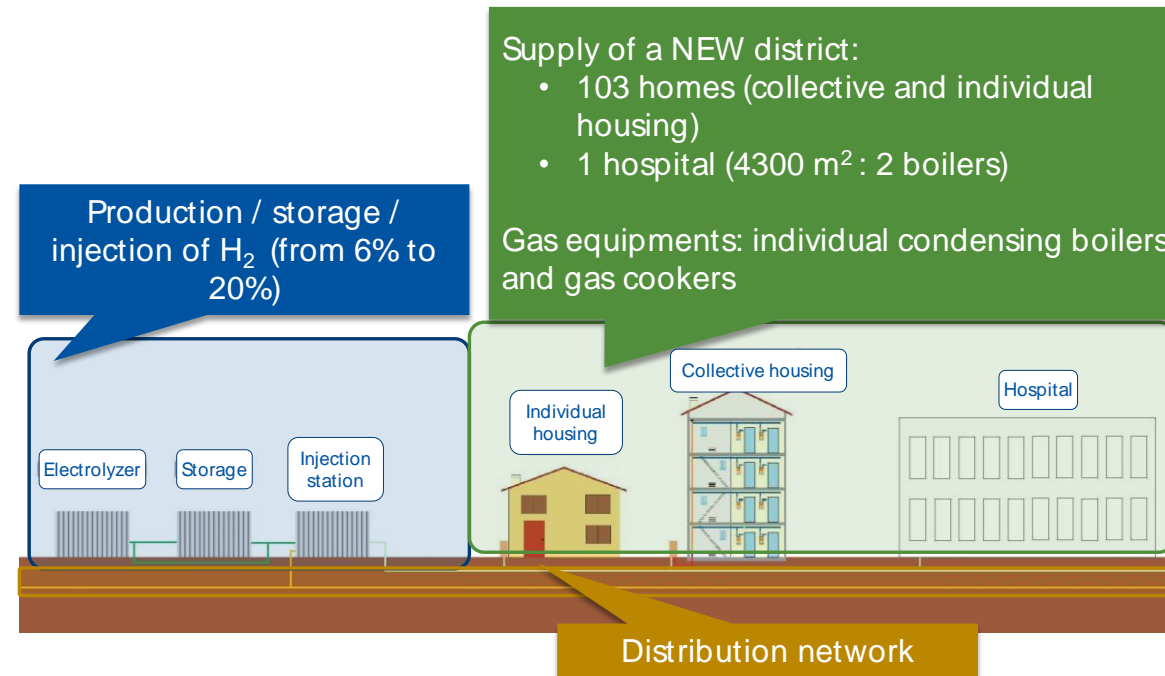 Supply of a NEW district:
• 103 homes (collective and individual
housing)
• 1 hospital (4300 m² : 2 boilers)
Gas equipments: individual condensing boilers
and gas cookers
Production / storage /
injection of H₂ (from 6% to
20%)
Electrolyzer
Storage
Injection
station
Individual
housing
Collective housing
Hospital
Distribution network